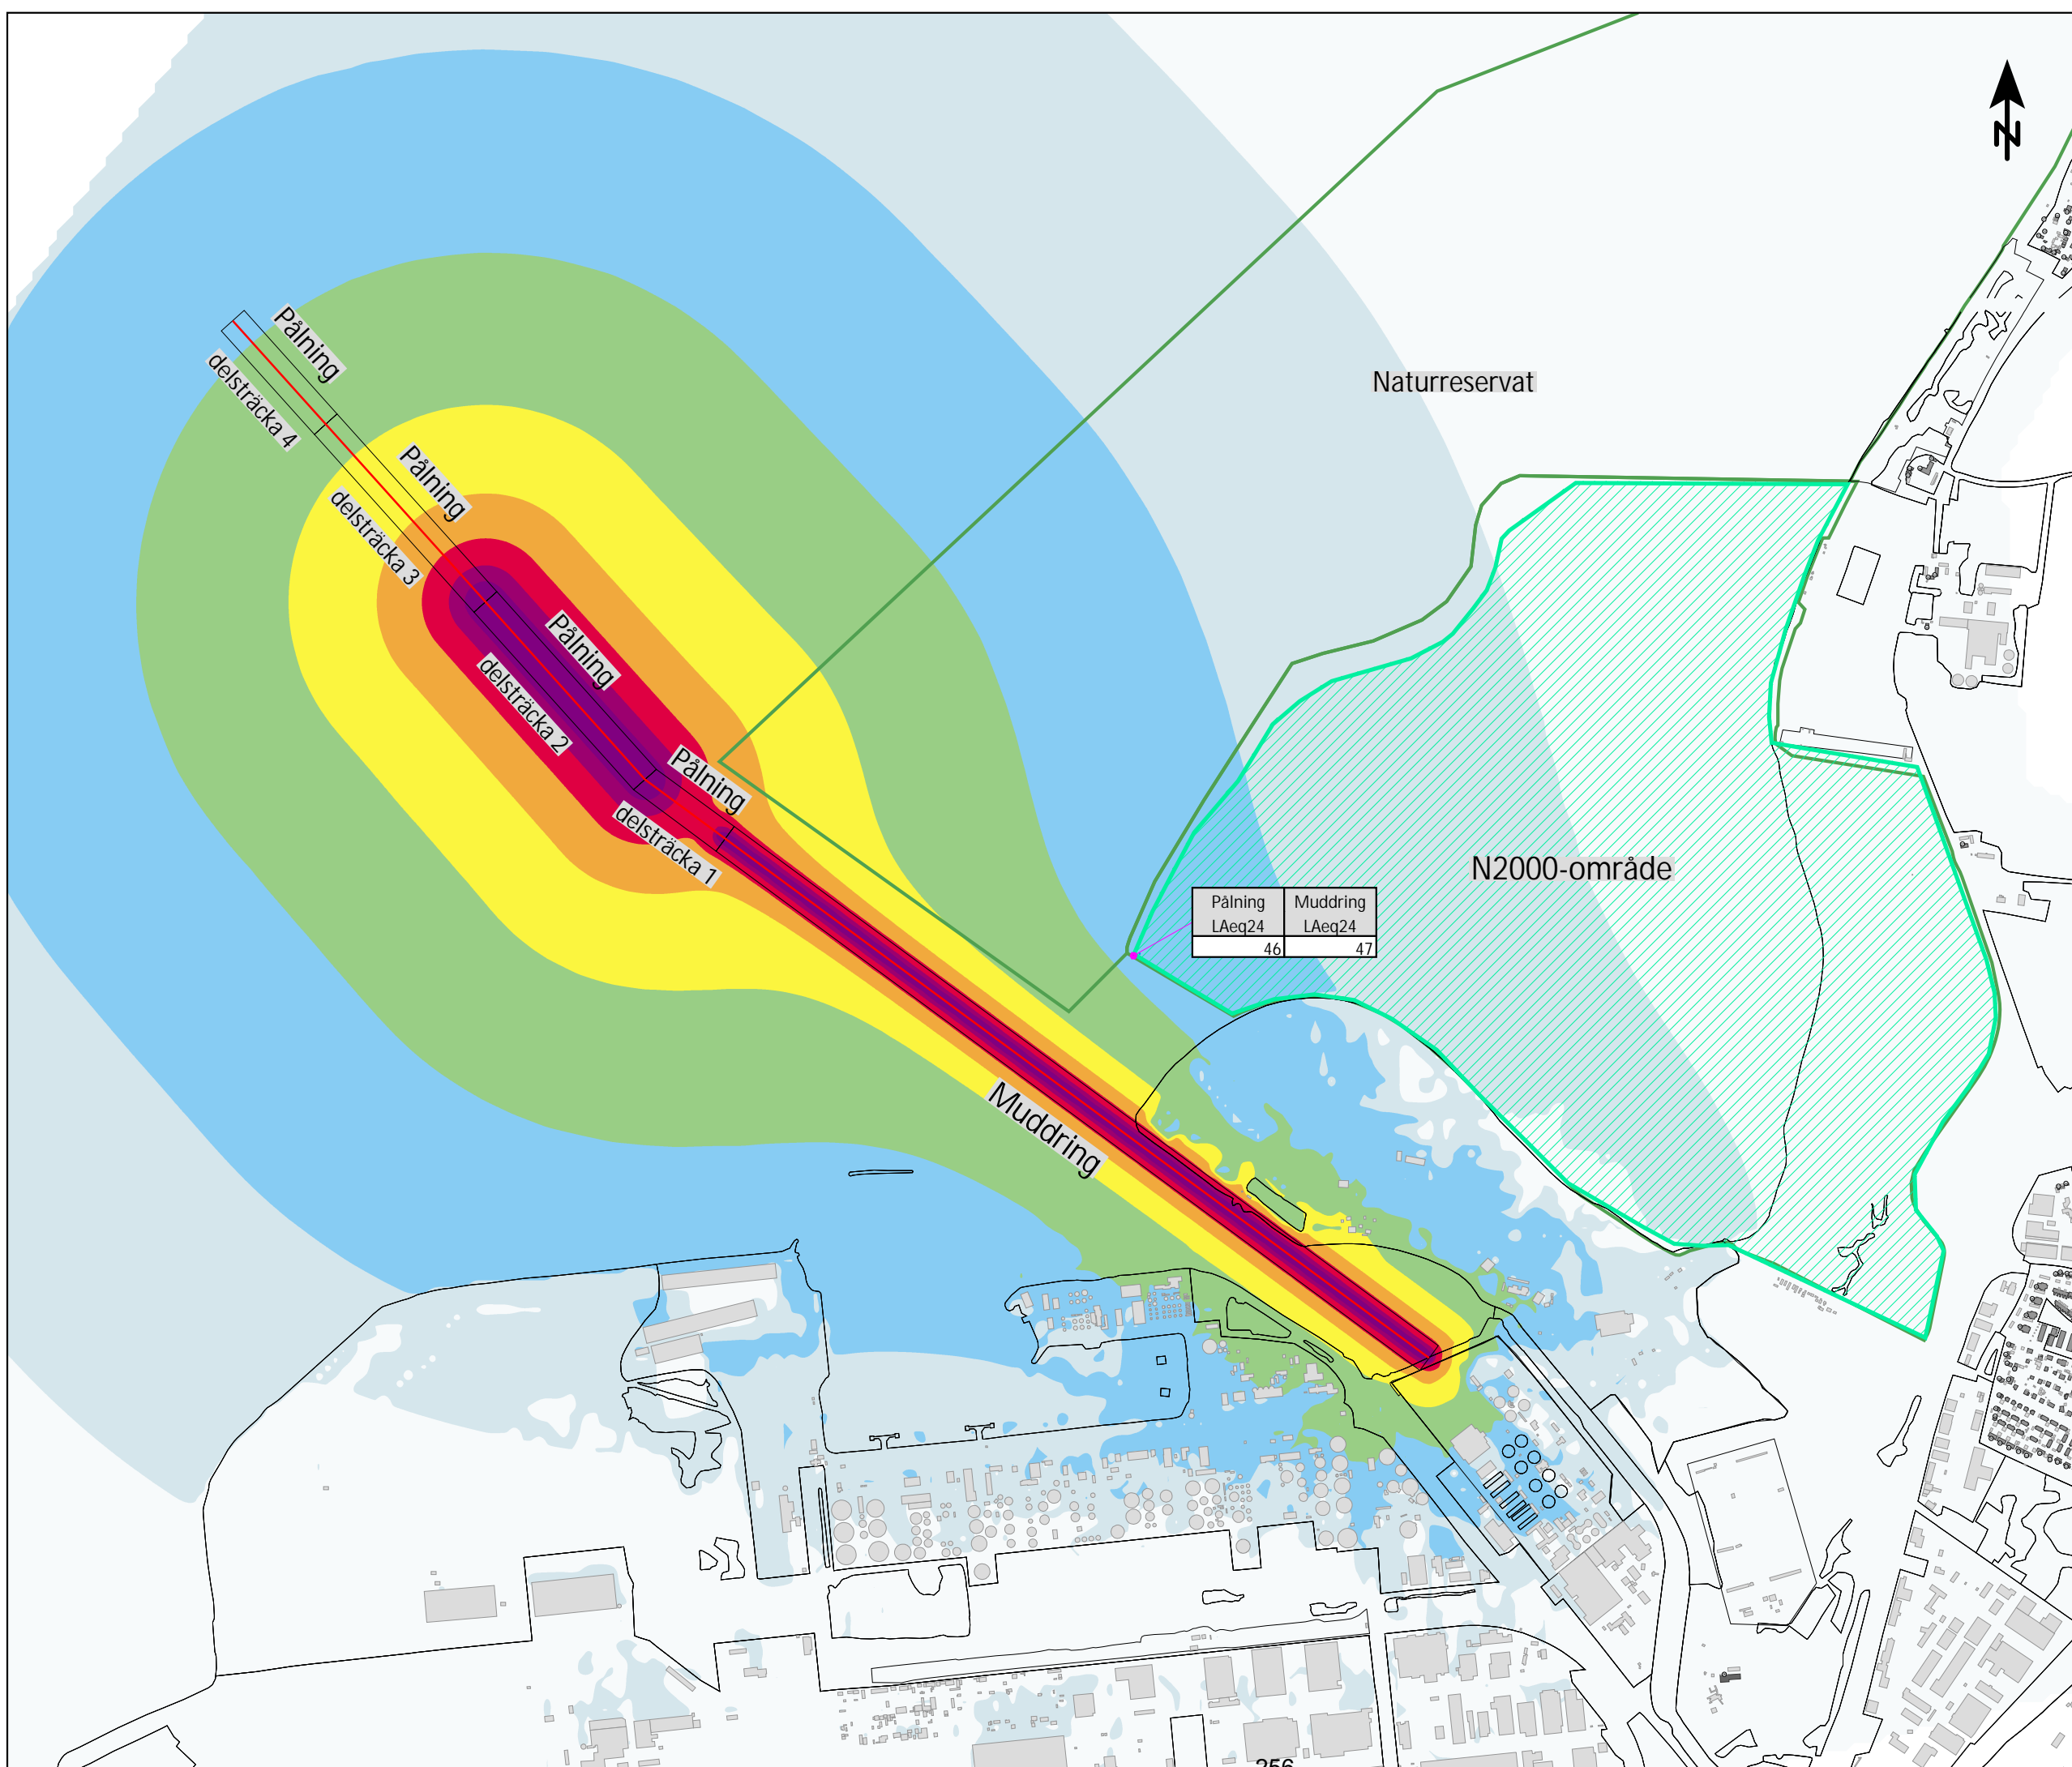 N
Pålning
delsträcka 4
Naturreservat
Pålning
delsträcka 3
Pålning
delsträcka 2
Pålning
delsträcka 1
N2000-område
Pålning Muddring
LAeq24 LAeq24
46 47
Muddring
256